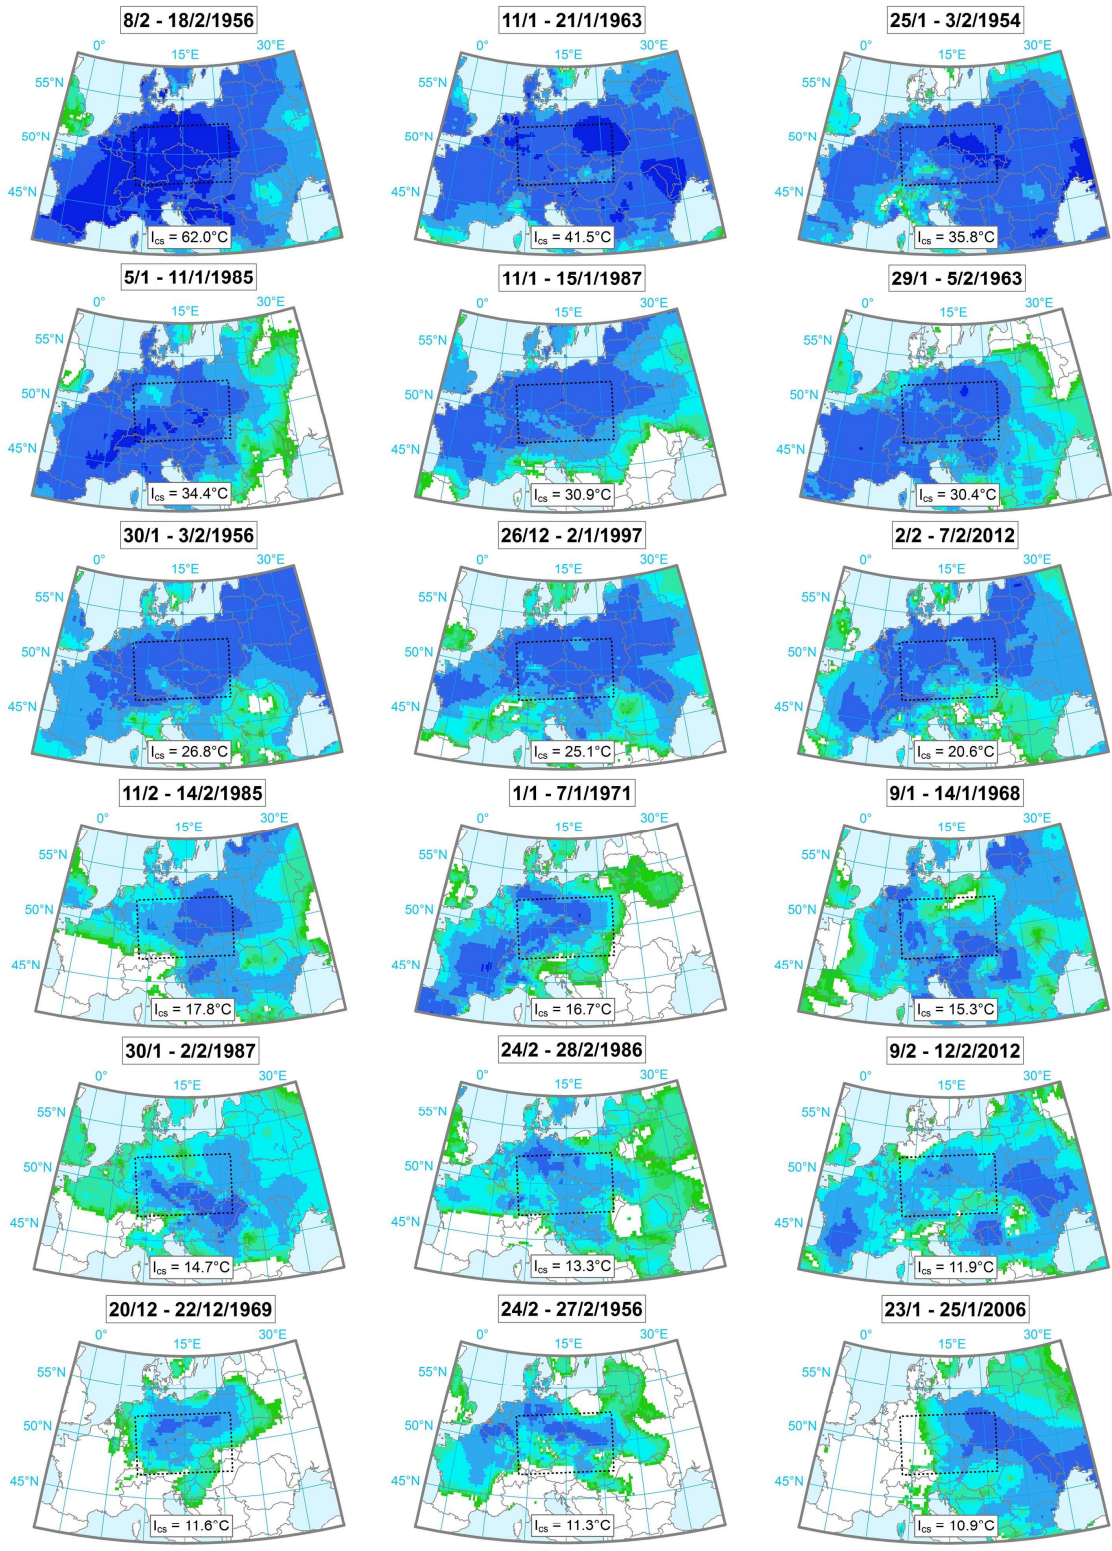 8/2 - 18/2/1956
11/1 - 21/1/1963
25/1 - 3/2/1954
0° 15°E 30°E
0° 15°E 30°E
0° 15°E 30°E
55°N 55°N 55°N
50°N 50°N 50°N
45°N 45°N 45°N
Ics = 62.0°C
Ics = 41.5°C
Ics = 35.8°C
5/1 - 11/1/1985
11/1 - 15/1/1987
29/1 - 5/2/1963
0° 15°E 30°E
0° 15°E 30°E
0° 15°E 30°E
55°N 55°N 55°N
50°N 50°N 50°N
45°N 45°N 45°N
Ics = 34.4°C
Ics = 30.9°C
Ics = 30.4°C
30/1 - 3/2/1956
26/12 - 2/1/1997
2/2 - 7/2/2012
0° 15°E 30°E
0° 15°E 30°E
0° 15°E 30°E
55°N 55°N 55°N
50°N 50°N 50°N
45°N 45°N 45°N
Ics = 26.8°C
Ics = 25.1°C
Ics = 20.6°C
11/2 - 14/2/1985
1/1 - 7/1/1971
9/1 - 14/1/1968
0° 15°E 30°E
0° 15°E 30°E
0° 15°E 30°E
55°N 55°N 55°N
50°N 50°N 50°N
45°N 45°N 45°N
Ics = 17.8°C
Ics = 16.7°C
Ics = 15.3°C
30/1 - 2/2/1987
24/2 - 28/2/1986
9/2 - 12/2/2012
0° 15°E 30°E
0° 15°E 30°E
0° 15°E 30°E
55°N 55°N 55°N
50°N 50°N 50°N
45°N 45°N 45°N
Ics = 14.7°C
Ics = 13.3°C
Ics = 11.9°C
20/12 - 22/12/1969
24/2 - 27/2/1956
23/1 - 25/1/2006
0° 15°E 30°E
0° 15°E 30°E
0° 15°E 30°E
55°N 55°N 55°N
50°N 50°N 50°N
45°N 45°N 45°N
Ics = 11.6°C
Ics = 11.3°C
Ics = 10.9°C